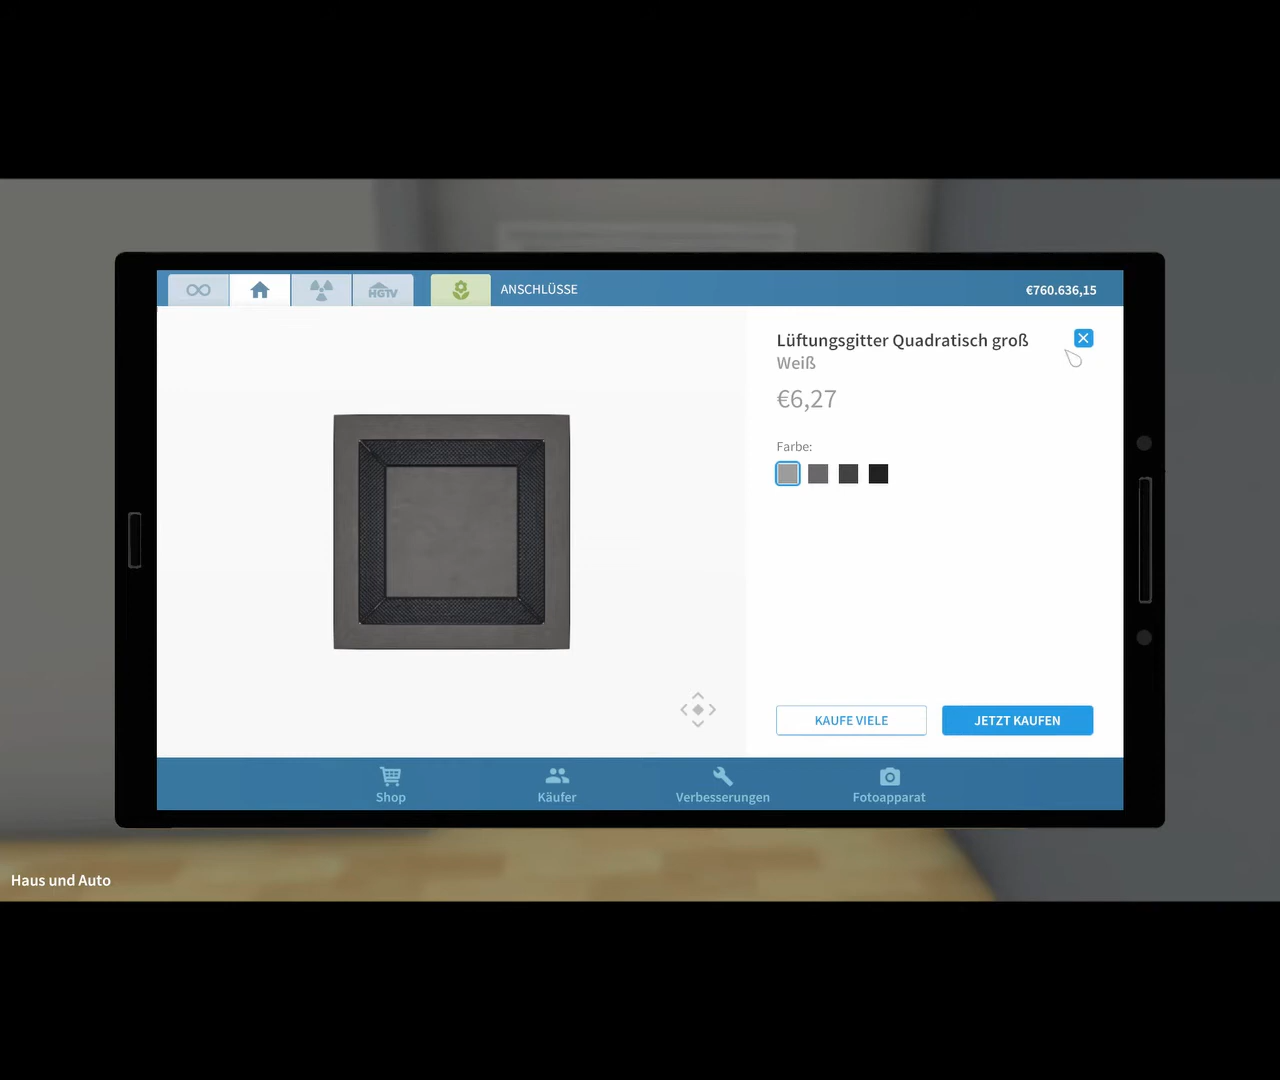 HGTV
ANSCHLÜSSE
€760.636,15
Lüftungsgitter Quadratisch groß
Weiß
€6,27
Farbe:
KAUFE VIELE
JETZT KAUFEN
Shop
Käufer
Verbesserungen
Fotoapparat
Haus und Auto